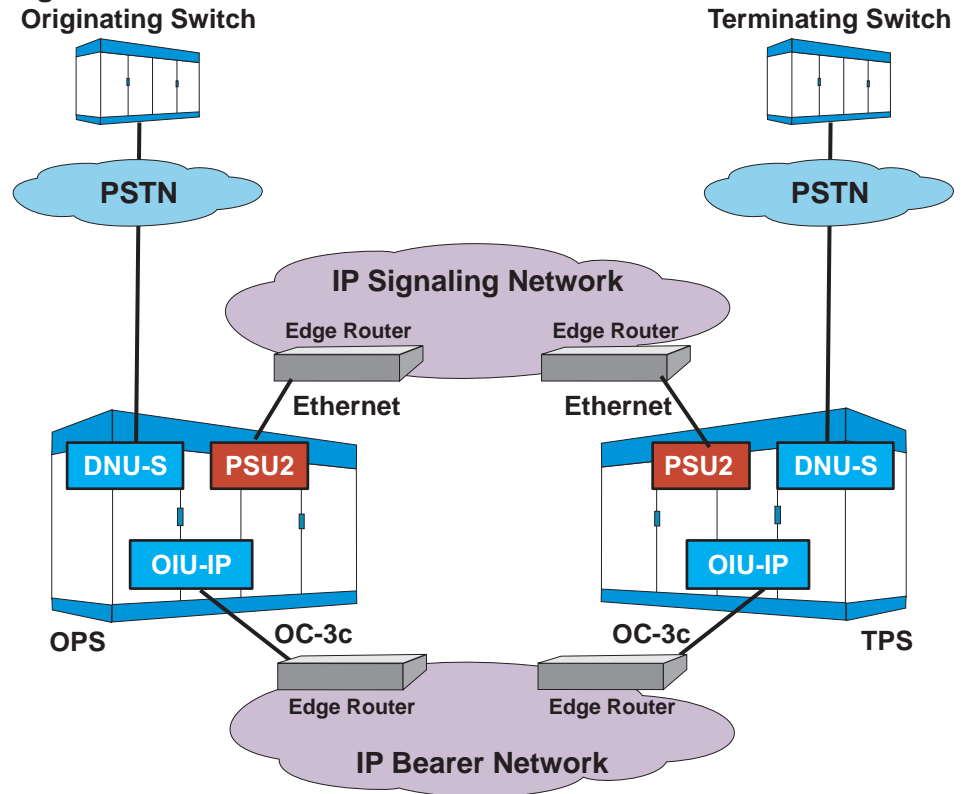 Originating Switch
Terminating Switch
PSTN
PSTN
IP Signaling Network
Edge Router
Edge Router
Ethernet
Ethernet
DNU-S
PSU2
PSU2
DNU-S
OIU-IP
OIU-IP
OPS
OC-3c
OC-3c
TPS
Edge Router
Edge Router
IP Bearer Network